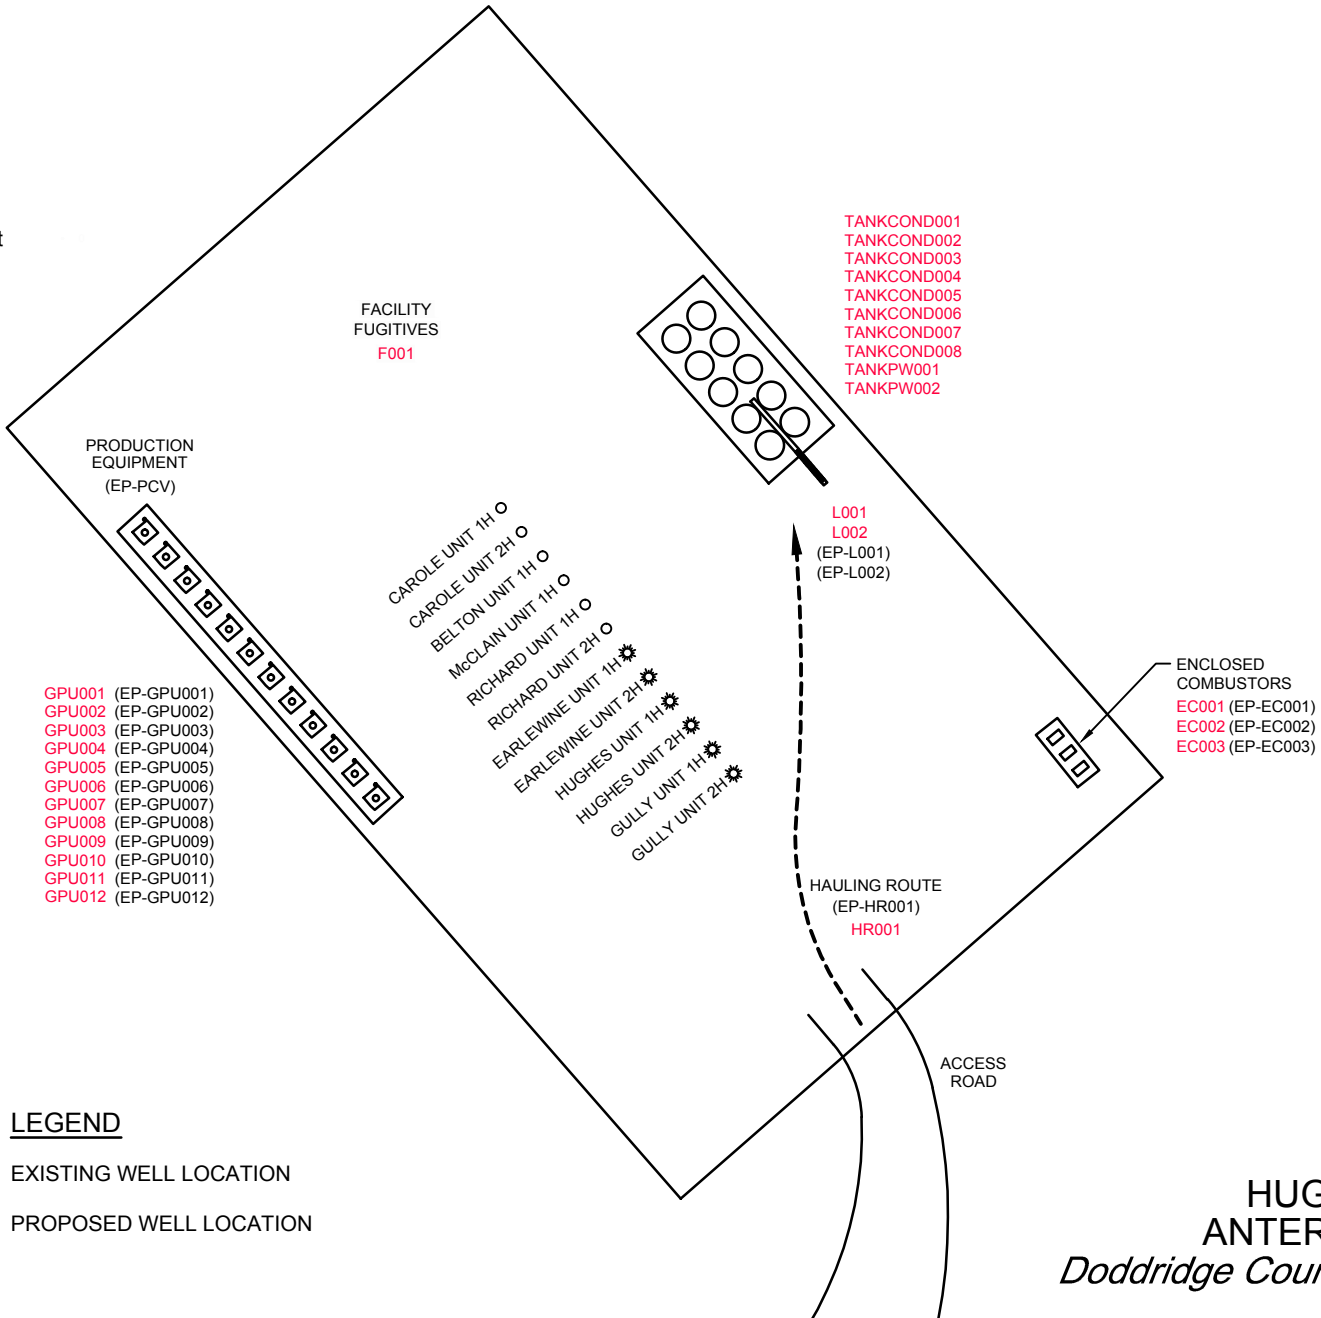 t
TANKCOND001
TANKCOND002
TANKCOND003
TANKCOND004
TANKCOND005
TANKCOND006
TANKCOND007
TANKCOND008
TANKPW001
TANKPW002
FACILITY
FUGITIVES
F001
PRODUCTION
EQUIPMENT
(EP-PCV)
L001
L002
(EP-L001)
(EP-L002)
CAROLE UNIT 1H
CAROLE UNIT 2H
BELTON UNIT 1H
McCLAIN UNIT 1H
RICHARD UNIT 1H
RICHARD UNIT 2H
EARLEWINE UNIT 1H
EARLEWINE UNIT 2H
HUGHES UNIT 1H
HUGHES UNIT 2H
GULLY UNIT 1H
GULLY UNIT 2H
ENCLOSED
COMBUSTORS
EC001 (EP-EC001)
EC002 (EP-EC002)
EC003 (EP-EC003)
GPU001 (EP-GPU001)
GPU002 (EP-GPU002)
GPU003 (EP-GPU003)
GPU004 (EP-GPU004)
GPU005 (EP-GPU005)
GPU006 (EP-GPU006)
GPU007 (EP-GPU007)
GPU008 (EP-GPU008)
GPU009 (EP-GPU009)
GPU010 (EP-GPU010)
GPU011 (EP-GPU011)
GPU012 (EP-GPU012)
HAULING ROUTE
(EP-HR001)
HR001
ACCESS
ROAD
LEGEND
EXISTING WELL LOCATION
PROPOSED WELL LOCATION
HUG
ANTER
Doddridge Cour